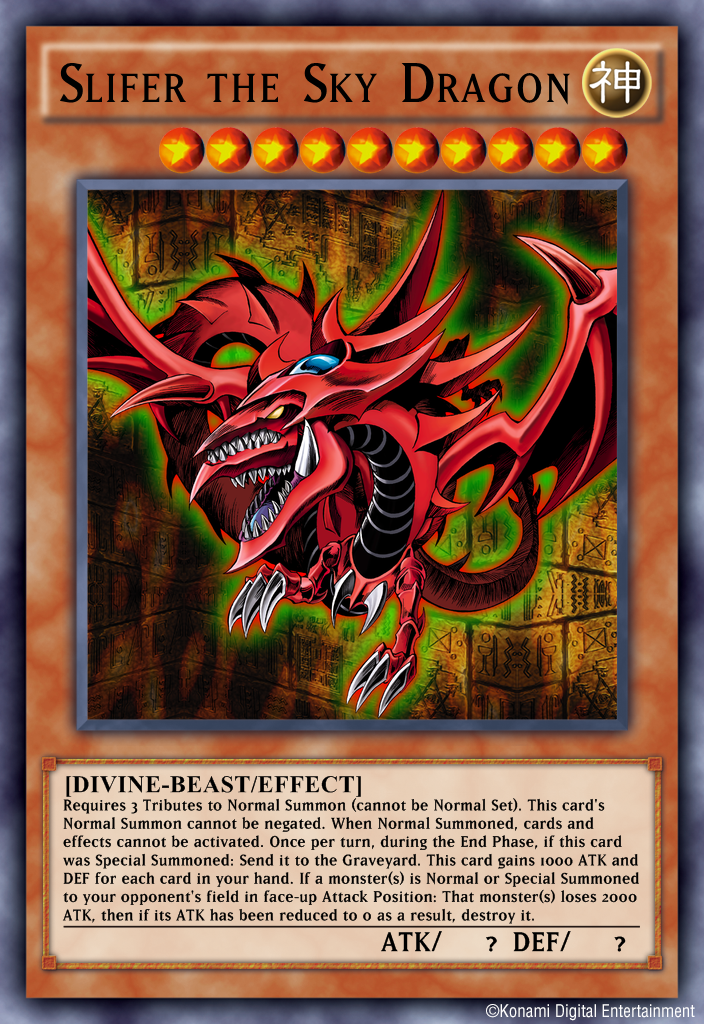 Slifer the Sky Dragon 神
[DIVINE-BEAST/EFFECT]
Requires 3 Tributes to Normal Summon (cannot be Normal Set). This card's
Normal Summon cannot be negated. When Normal Summoned, cards and
effects cannot be activated. Once per turn, during the End Phase, if this card
was Special Summoned: Send it to the Graveyard. This card gains 1000 ATK and
DEF for each card in your hand. If a monster(s) is Normal or Special Summoned
to your opponent's field in face-up Attack Position: That monster(s) loses 2000
ATK, then if its ATK has been reduced to 0 as a result, destroy it.
ATK/ ? DEF/ ?
©Konami Digital Entertainment